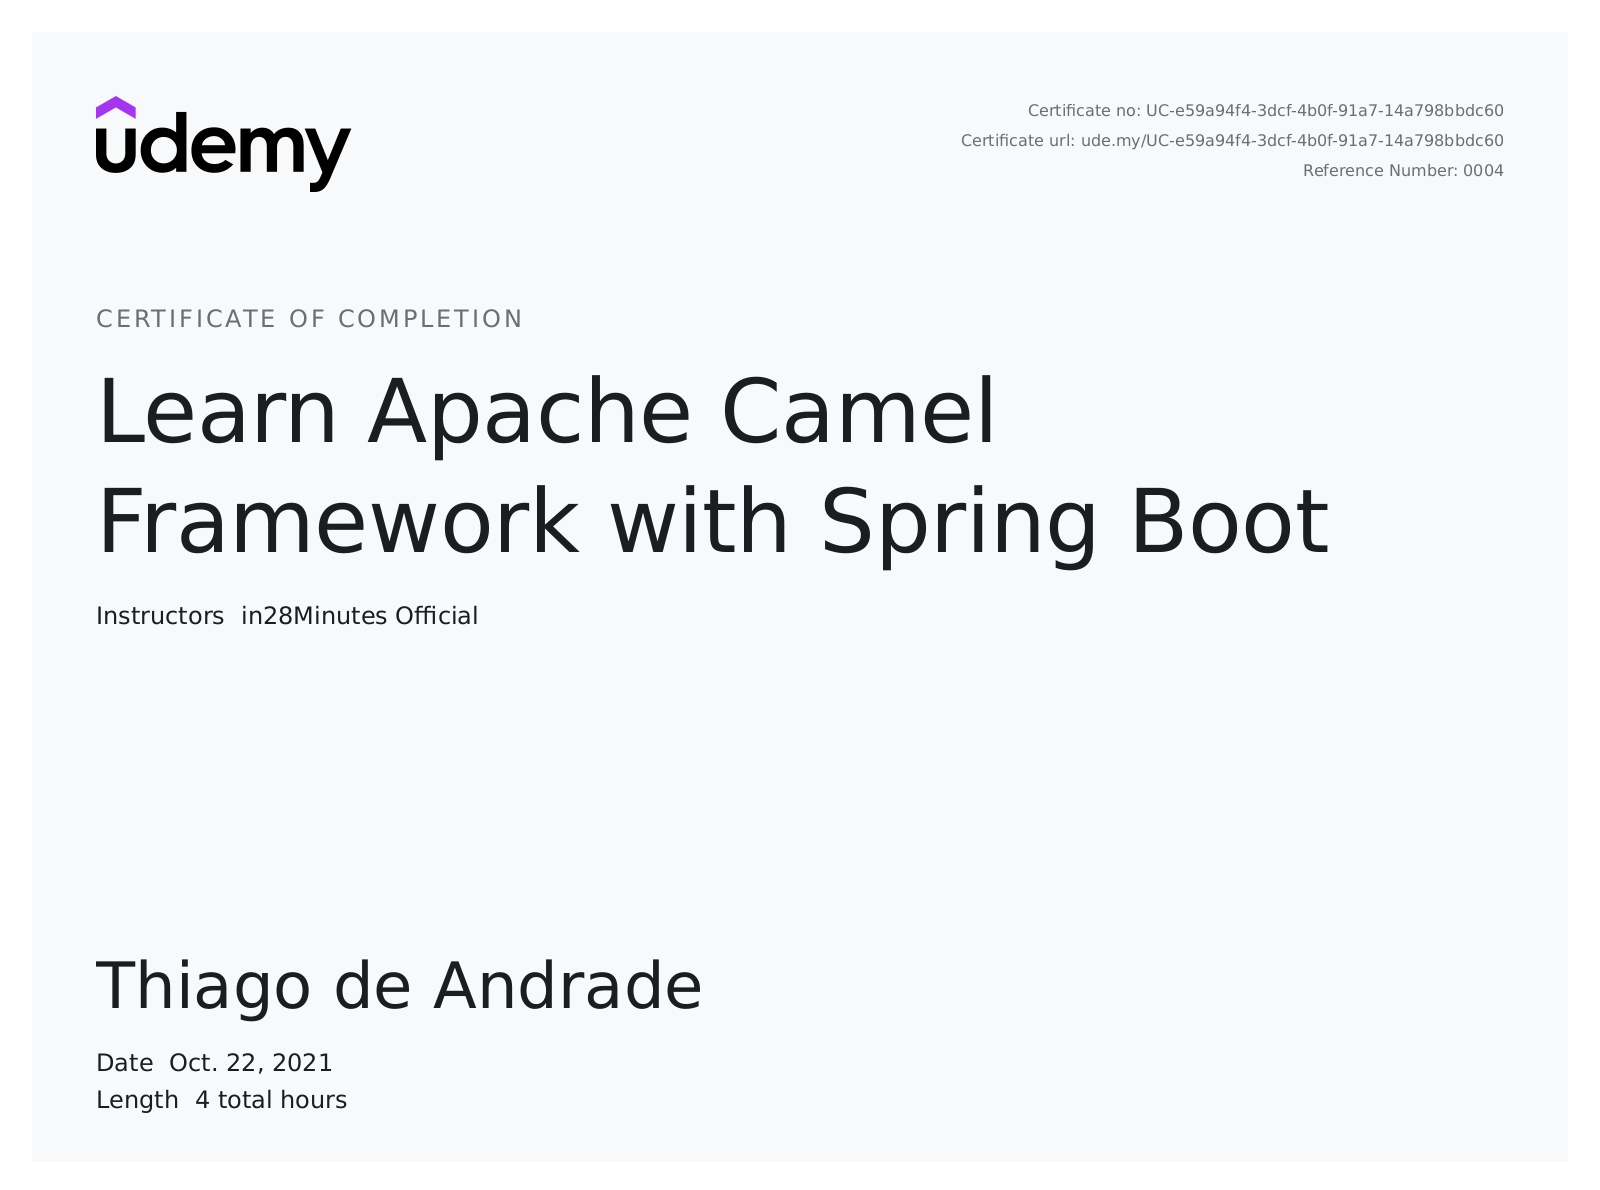 udemy
Certificate no: UC-e59a94f4-3dcf-4b0f-91a7-14a798bbdc60
Certificate url: ude.my/UC-e59a94f4-3dcf-4b0f-91a7-14a798bbdc60
Reference Number: 0004
CERTIFICATE OF COMPLETION
Learn Apache Camel
Framework with Spring Boot
Instructors in28Minutes Official
Thiago de Andrade
Date Oct. 22, 2021
Length 4 total hours